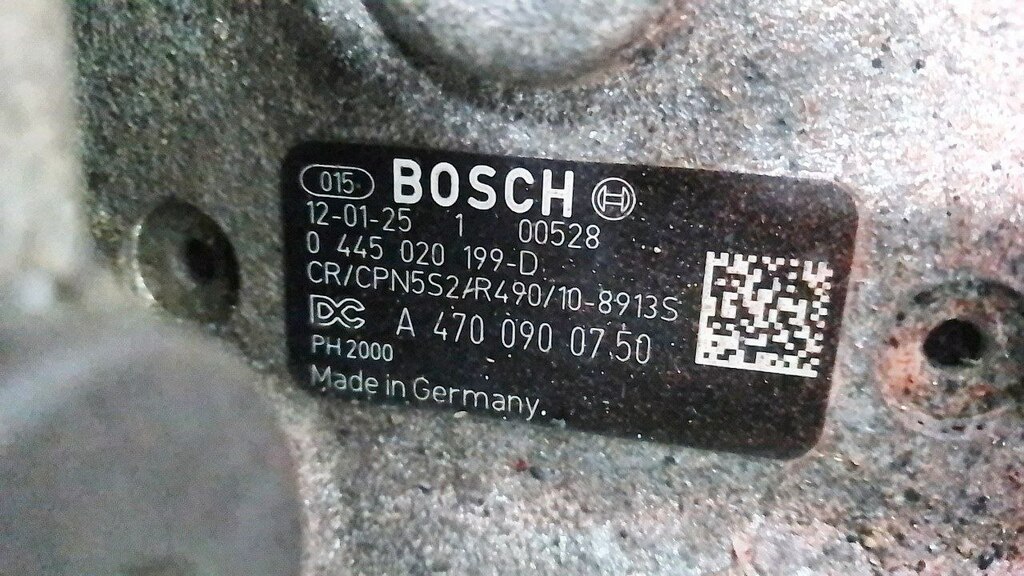 015 BOSCH
12-01-25 1 00528
0 445 020 199-D
CR/CPN5S2/R490/10-8913S
DC A 470 090 07.50
PH 2000
Made in Germany.